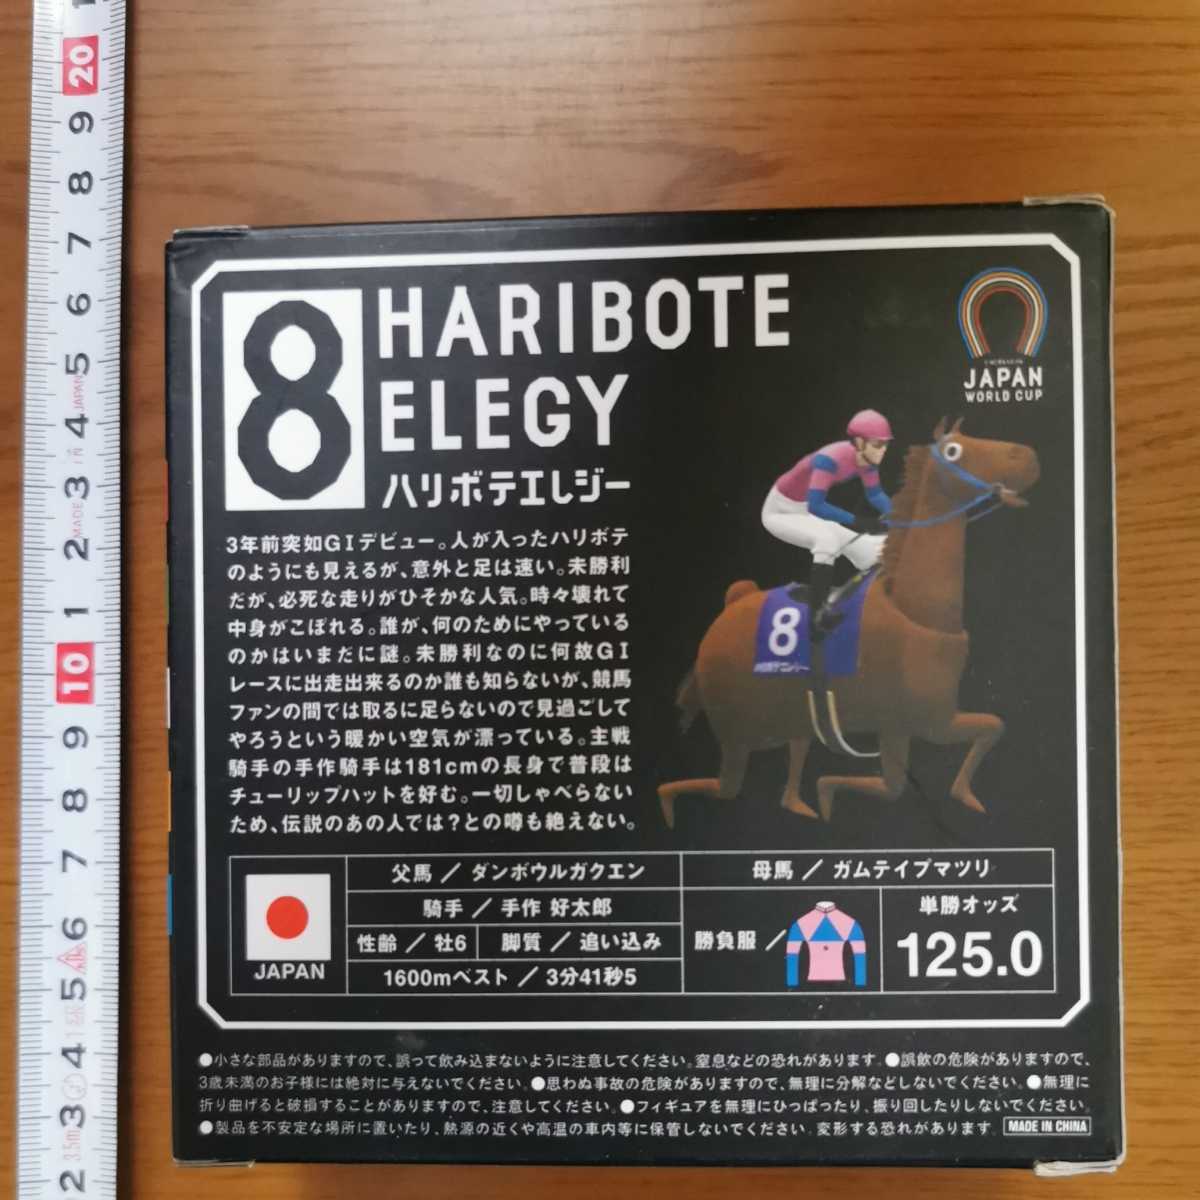 8
HARIBOTE
ELEGY
ハリボテエレジー
JAPAN
WORLD CUP
3年前突如GIデビュー。人が入ったハリボテ
のようにも見えるが、意外と足は速い。未勝利
だが、必死な走りがひそかな人気。時々壊れて
中身がこぼれる。誰が、何のためにやっている
のかはいまだに謎。未勝利なのに何故GI
レースに出走出来るのか誰も知らないが、競馬
ファンの間では取るに足らないので見過ごして
やろうという暖かい空気が漂っている。主戦
騎手の手作騎手は181cmの長身で普段は
チューリップハットを好む。一切しゃべらない
ため、伝説のあの人では?との噂も絶えない。
8
ハリボテエレジー
JAPAN
父馬 / ダンボウルガクエン
母馬 / ガムテイプマツリ
騎手 / 手作 好太郎
性齢 / 牡6
脚質 / 追い込み
1600mベスト / 3分41秒5
勝負服 /
単勝オッズ
125.0
●小さな部品がありますので、誤って飲み込まないように注意してください。窒息などの恐れがあります。●誤飲の危険がありますので、
3歳未満のお子様には絶対に与えないでください。●思わぬ事故の危険がありますので、無理に分解などしないでください。●無理に
折り曲げると破損することがありますので、注意してください。●フィギュアを無理にひっぱったり、振り回したりしないでください。
●製品を不安定な場所に置いたり、熱源の近くや高温の車内等に保管しないでください。変形する恐れがあります。
MADE IN CHINA
20
9
8
7
6
5
4
3
2
1
10
9
8
7
6
5
4
3
2
MADE IN JAPAN
3.5m